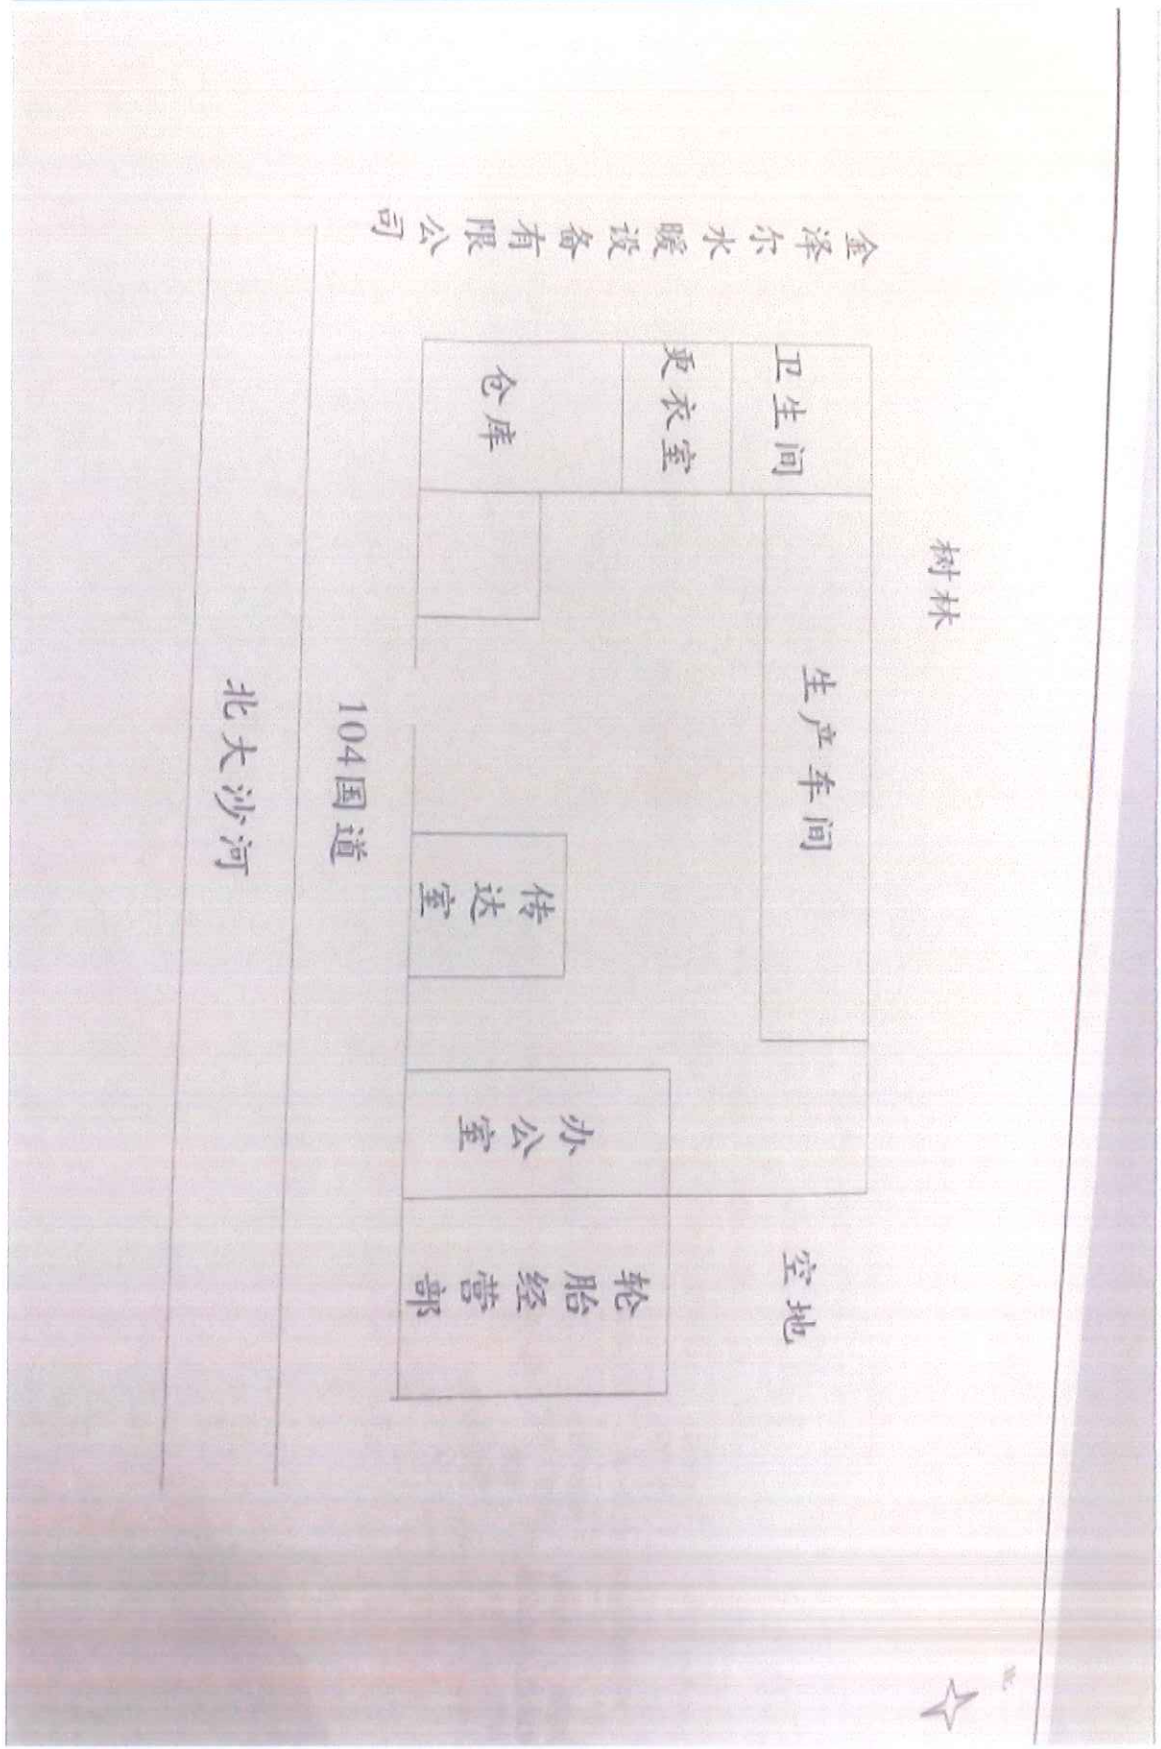 树林
金泽尔水暖设备有限公司
卫生间
更衣室
仓库
生产车间
传达室
办公室
轮胎经营部
空地
104国道
北大沙河